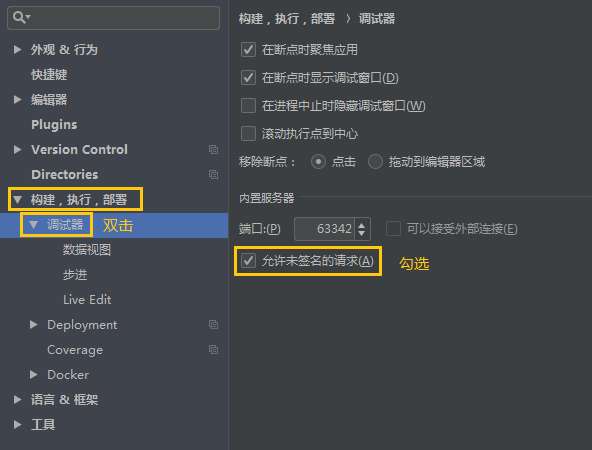 外观 & 行为
快捷键
编辑器
Plugins
Version Control
Directories
构建，执行，部署
调试器 双击
数据视图
步进
Live Edit
Deployment
Coverage
Docker
语言 & 框架
工具
构建，执行，部署 〉调试器
在断点时聚焦应用
在断点时显示调试窗口(D)
在进程中止时隐藏调试窗口(W)
滚动执行点到中心
移除断点： 点击 拖动到编辑器区域
内置服务器
端口:(P) 63342 可以接受外部连接(E)
允许未签名的请求(A) 勾选